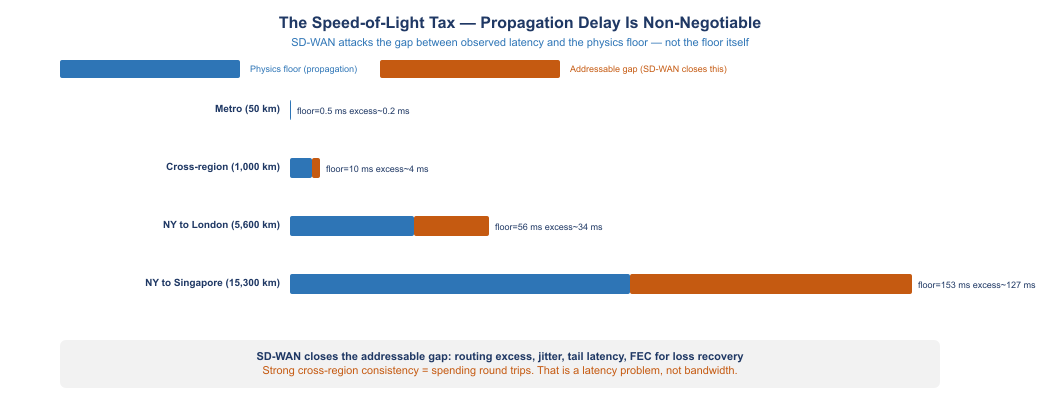 The Speed-of-Light Tax — Propagation Delay Is Non-Negotiable
SD-WAN attacks the gap between observed latency and the physics floor — not the floor itself
Physics floor (propagation)
Addressable gap (SD-WAN closes this)
Metro (50 km)
floor=0.5 ms excess~0.2 ms
Cross-region (1,000 km)
floor=10 ms excess~4 ms
NY to London (5,600 km)
floor=56 ms excess~34 ms
NY to Singapore (15,300 km)
floor=153 ms excess~127 ms
SD-WAN closes the addressable gap: routing excess, jitter, tail latency, FEC for loss recovery
Strong cross-region consistency = spending round trips. That is a latency problem, not bandwidth.